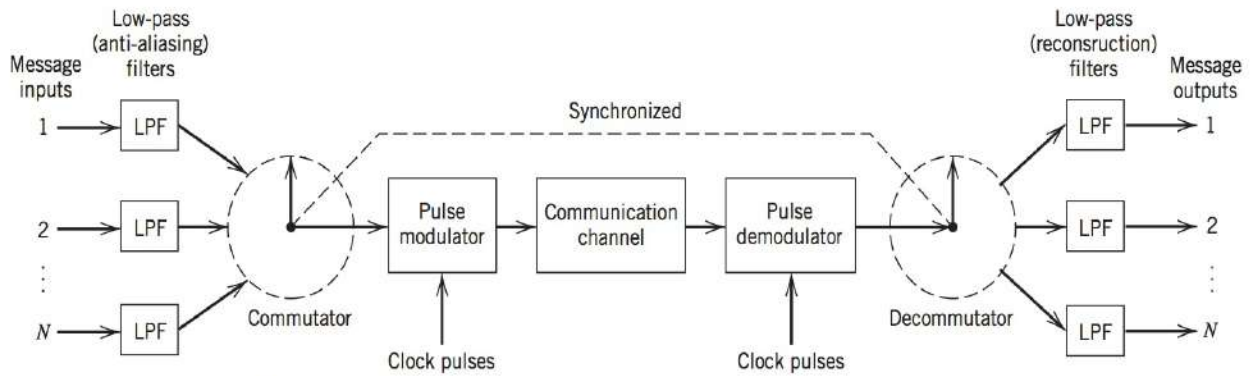 Low-pass
(anti-aliasing)
filters
Message
inputs
1
LPF
2
LPF
⋮
N
LPF
Commutator
Synchronized
Pulse
modulator
Clock pulses
Communication
channel
Pulse
demodulator
Clock pulses
Decommutator
Low-pass
(reconsruction)
filters
Message
outputs
LPF
1
LPF
2
⋮
LPF
N